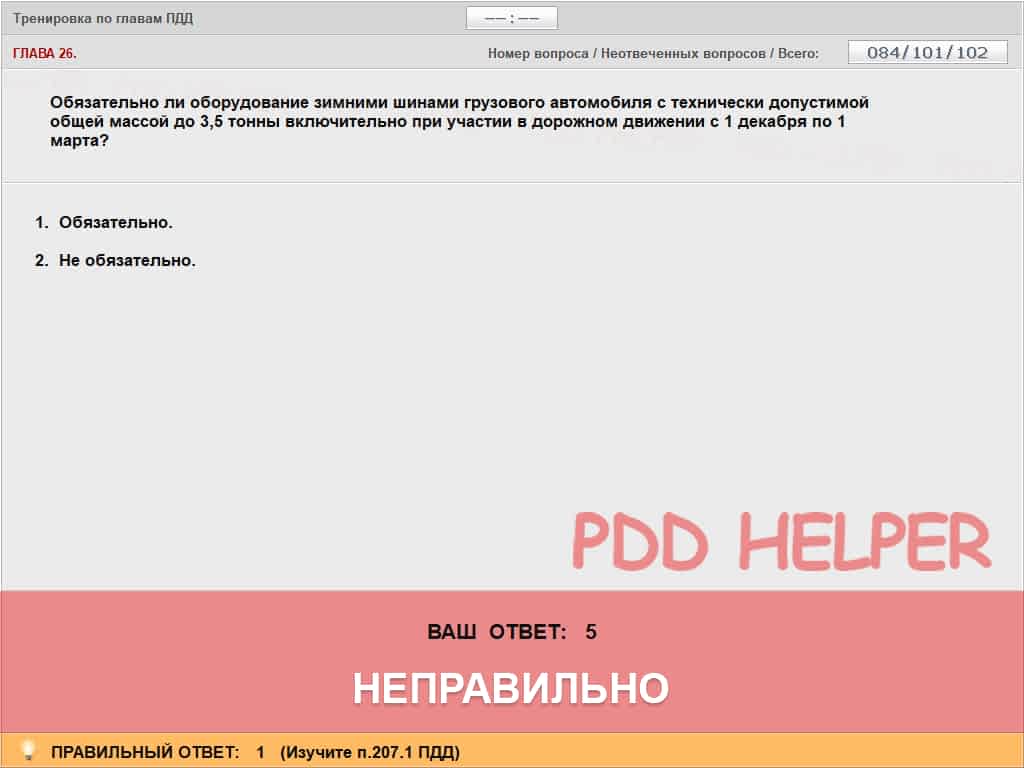 Тренировка по главам ПДД
–– : ––
ГЛАВА 26.
Номер вопроса / Неотвеченных вопросов / Всего:
084/101/102
Обязательно ли оборудование зимними шинами грузового автомобиля с технически допустимой
общей массой до 3,5 тонны включительно при участии в дорожном движении с 1 декабря по 1
марта?
1. Обязательно.
2. Не обязательно.
PDD HELPER
ВАШ ОТВЕТ: 5
НЕПРАВИЛЬНО
ПРАВИЛЬНЫЙ ОТВЕТ: 1 (Изучите п.207.1 ПДД)